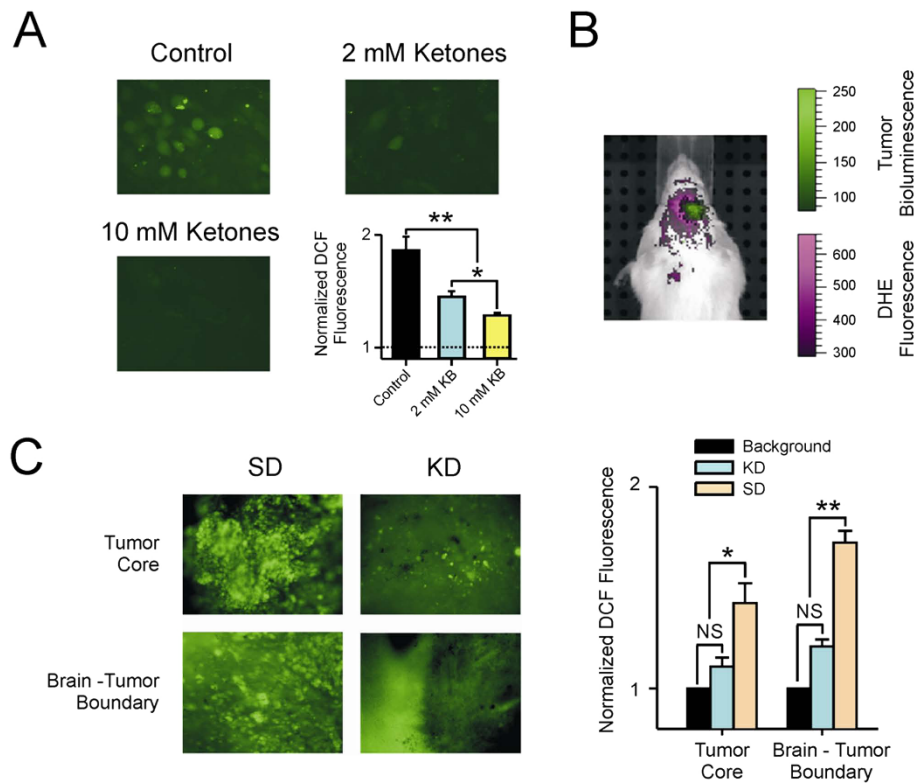 A
Control
2 mM Ketones
10 mM Ketones
Normalized DCF
Fluorescence
2
1
**
*
Control
2 mM KB
10 mM KB
B
250
200
150
100
Tumor
Bioluminescence
600
500
400
300
DHE
Fluorescence
C
SD
KD
Tumor
Core
Brain -Tumor
Boundary
Background
KD
SD
Normalized DCF Fluorescence
2
1
NS
*
NS
**
Tumor
Core
Brain - Tumor
Boundary